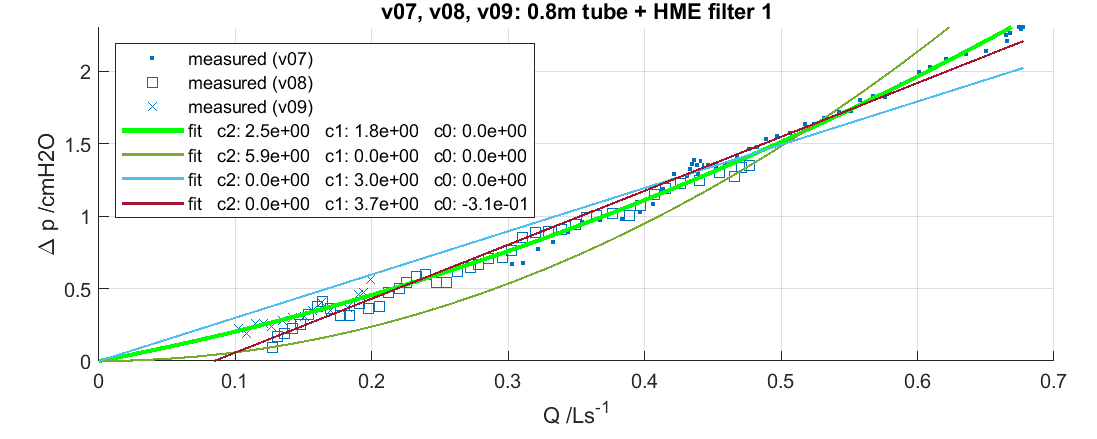 v07, v08, v09: 0.8m tube + HME filter 1
measured (v07)
measured (v08)
measured (v09)
fit c2: 2.5e+00 c1: 1.8e+00 c0: 0.0e+00
fit c2: 5.9e+00 c1: 0.0e+00 c0: 0.0e+00
fit c2: 0.0e+00 c1: 3.0e+00 c0: 0.0e+00
fit c2: 0.0e+00 c1: 3.7e+00 c0: -3.1e-01
2
1.5
1
0.5
0
Δ p /cmH2O
0 0.1 0.2 0.3 0.4 0.5 0.6 0.7
Q /Ls⁻¹